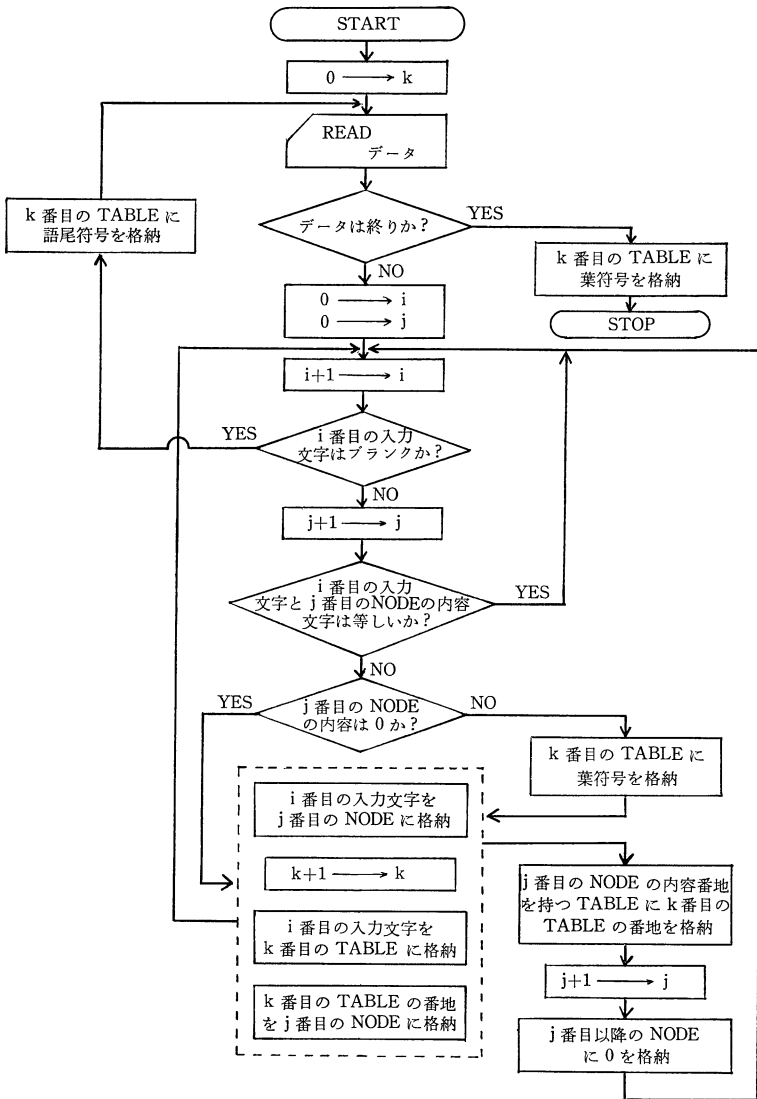 START
0 → k
READ
データ
k 番目の TABLE に
語尾符号を格納
データは終りか?
YES
NO
k 番目の TABLE に
葉符号を格納
STOP
0 → i
0 → j
i+1 → i
YES
i 番目の入力
文字はブランクか?
NO
j+1 → j
i 番目の入力
文字と j 番目のNODEの内容
文字は等しいか?
YES
NO
YES
j 番目の NODE
の内容は 0 か?
NO
k 番目の TABLE に
葉符号を格納
i 番目の入力文字を
j 番目の NODE に格納
k+1 → k
i 番目の入力文字を
k 番目の TABLE に格納
k 番目の TABLE の番地
を j 番目の NODE に格納
j 番目の NODE の内容番地
を持つ TABLE に k 番目の
TABLE の番地を格納
j+1 → j
j 番目以降の NODE
に 0 を格納